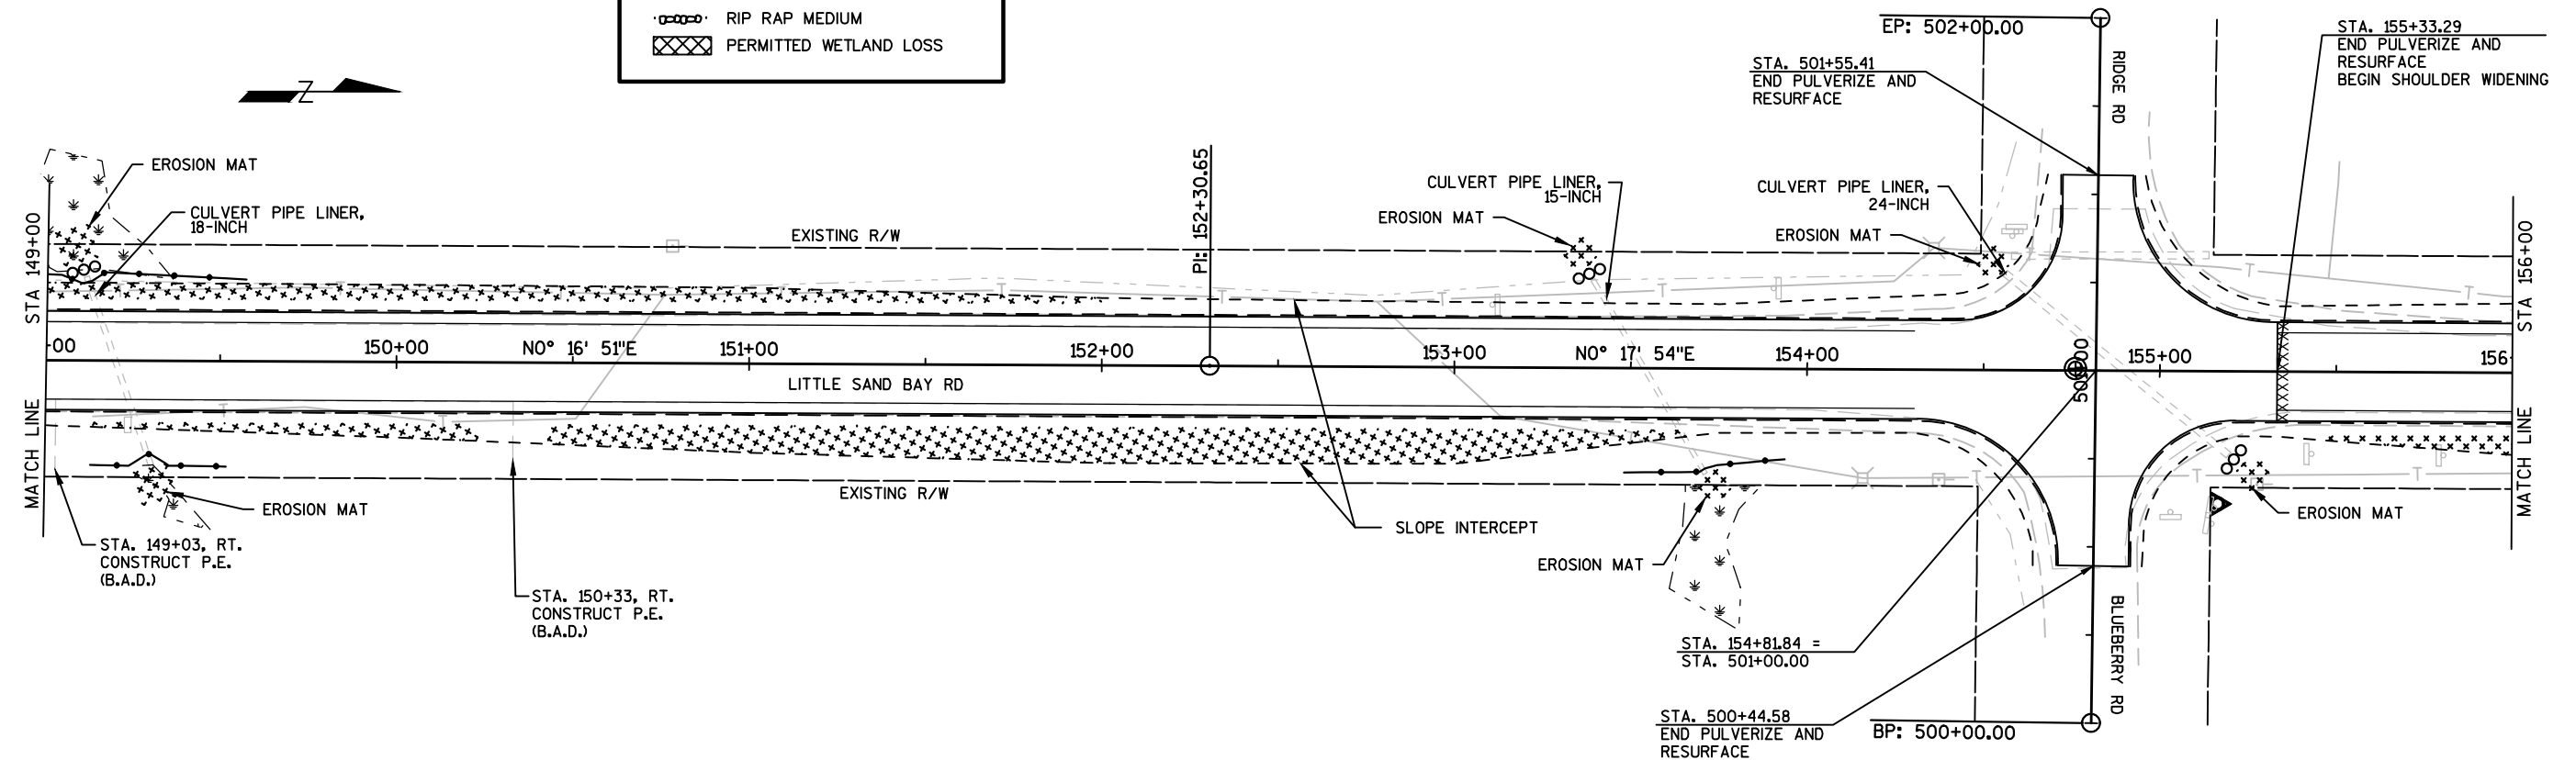 RIP RAP MEDIUM
PERMITTED WETLAND LOSS
Z
EP: 502+00.00
RIDGE RD
STA. 501+55.41
END PULVERIZE AND
RESURFACE
STA. 155+33.29
END PULVERIZE AND
RESURFACE
BEGIN SHOULDER WIDENING
EROSION MAT
CULVERT PIPE LINER,
18-INCH
EXISTING R/W
PI: 152+30.65
CULVERT PIPE LINER,
15-INCH
EROSION MAT
CULVERT PIPE LINER,
24-INCH
EROSION MAT
STA 149+00
MATCH LINE
STA 156+00
MATCH LINE
+00
150+00
N0° 16' 51"E
151+00
152+00
153+00
N0° 17' 54"E
154+00
155+00
156
LITTLE SAND BAY RD
EXISTING R/W
EROSION MAT
SLOPE INTERCEPT
EROSION MAT
EROSION MAT
STA. 149+03, RT.
CONSTRUCT P.E.
(B.A.D.)
STA. 150+33, RT.
CONSTRUCT P.E.
(B.A.D.)
STA. 154+81.84 =
STA. 501+00.00
BLUEBERRY RD
STA. 500+44.58
END PULVERIZE AND
RESURFACE
BP: 500+00.00